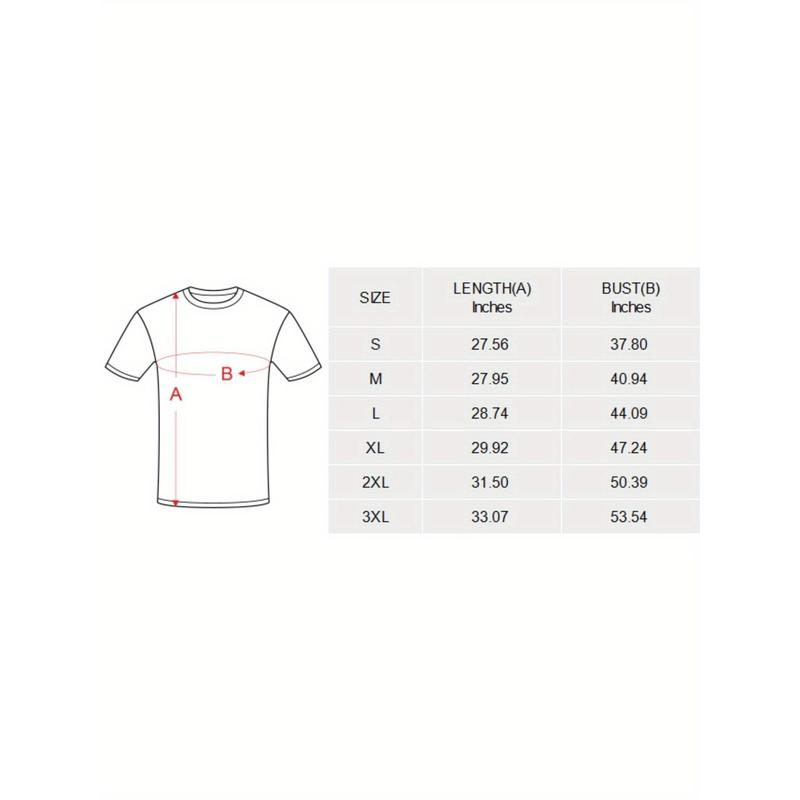 A
B
SIZE LENGTH(A) Inches BUST(B) Inches
S 27.56 37.80
M 27.95 40.94
L 28.74 44.09
XL 29.92 47.24
2XL 31.50 50.39
3XL 33.07 53.54